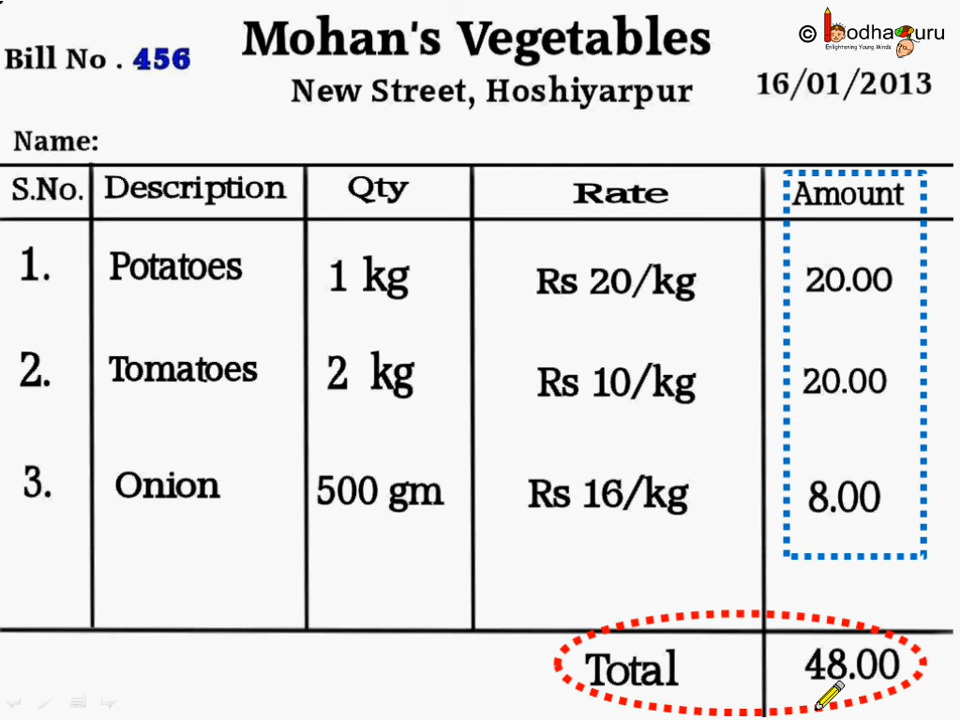 Mohan's Vegetables
© Bodhaguru
Enlightening Young Minds
Bill No . 456
New Street, Hoshiyarpur
16/01/2013
Name:
S.No. Description Qty Rate Amount
1. Potatoes 1 kg Rs 20/kg 20.00
2. Tomatoes 2 kg Rs 10/kg 20.00
3. Onion 500 gm Rs 16/kg 8.00
Total 48.00